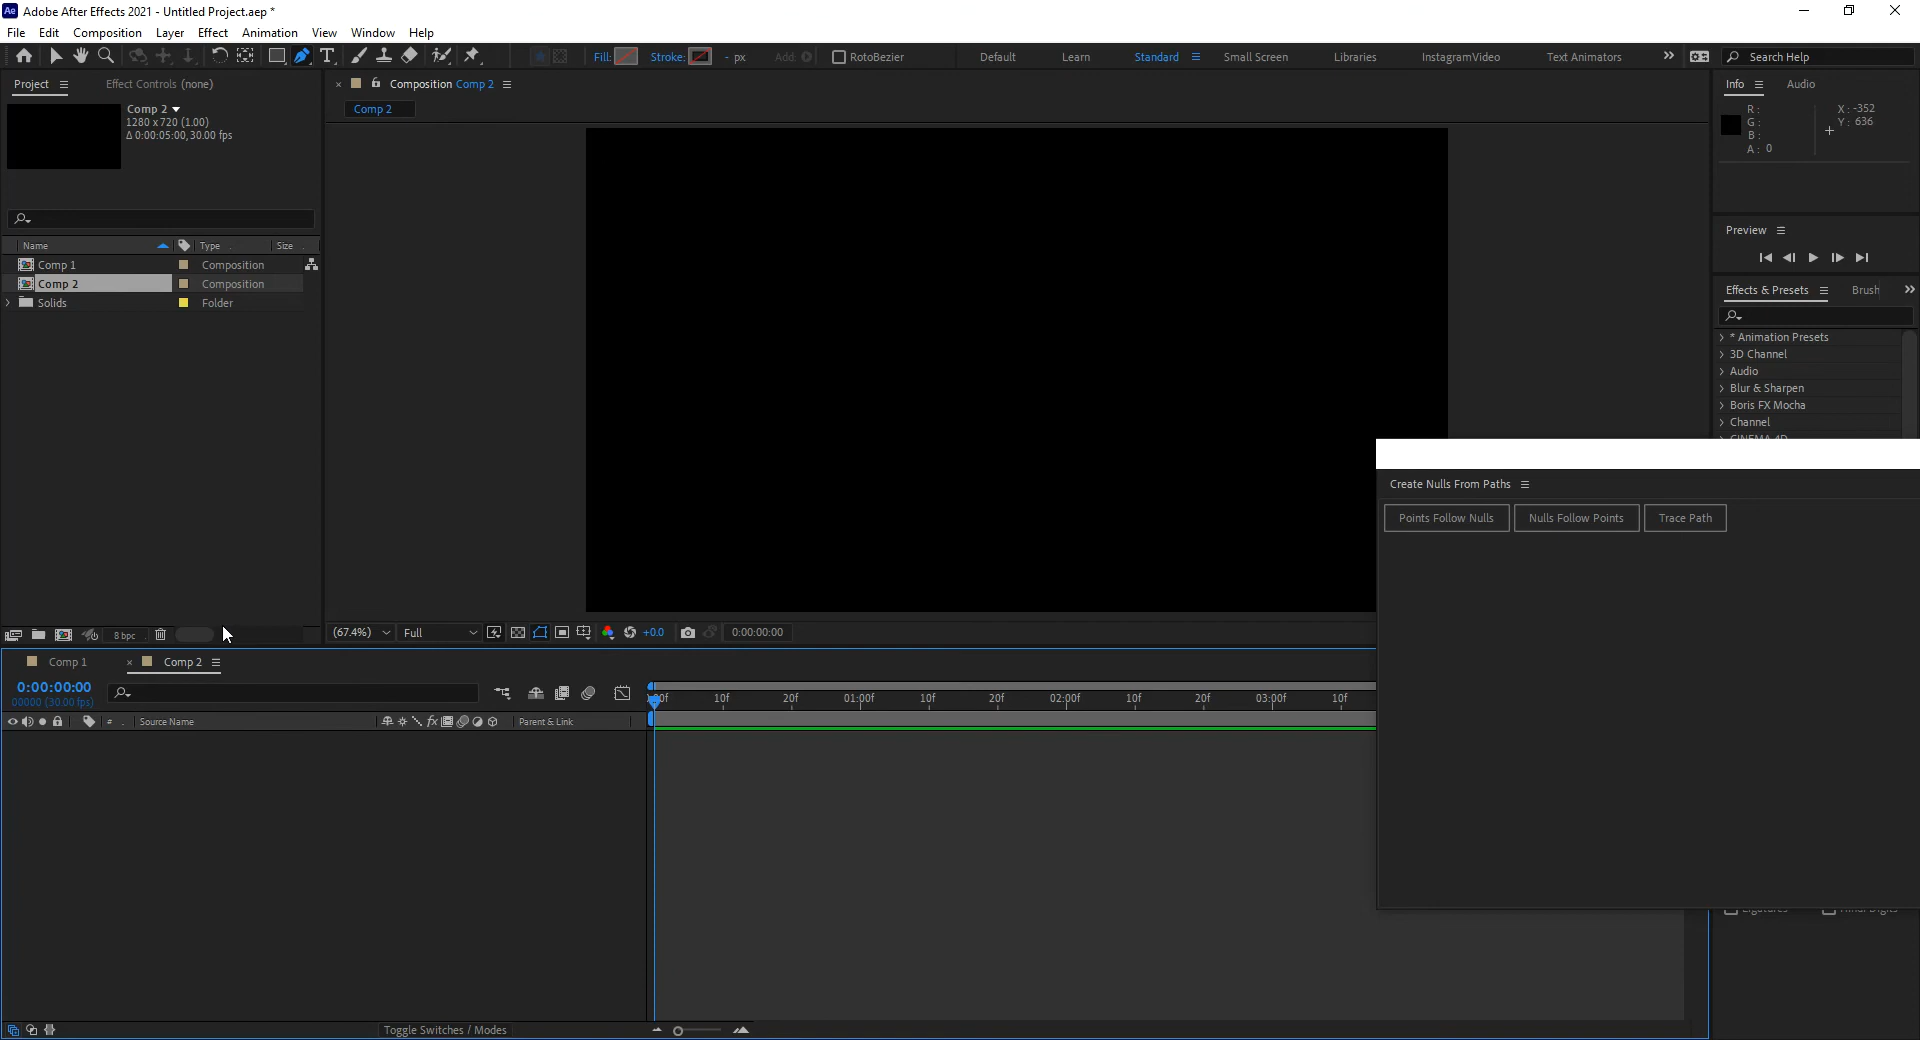 Ae Adobe After Effects 2021 - Untitled Project.aep *
File Edit Composition Layer Effect Animation View Window Help
Fill: Stroke: - px Add: RotoBezier Default Learn Standard Small Screen Libraries InstagramVideo Text Animators Search Help
Project Effect Controls (none)
Comp 2
1280 x 720 (1.00)
Δ 0:00:05:00, 30.00 fps
Name Type Size
Comp 1 Composition
Comp 2 Composition
Solids Folder
8 bpc
Composition Comp 2
Comp 2
(67.4%) Full +0.0 0:00:00:00
Info Audio
R :
G :
B :
A : 0
X : -352
Y : 636
Preview
Effects & Presets Brush
* Animation Presets
3D Channel
Audio
Blur & Sharpen
Boris FX Mocha
Channel
CINEMA 4D
Create Nulls From Paths
Points Follow Nulls Nulls Follow Points Trace Path
Comp 1 Comp 2
0:00:00:00
00000 (30.00 fps)
10f 20f 01:00f 10f 20f 02:00f 10f 20f 03:00f 10f
# Source Name fx Parent & Link
Toggle Switches / Modes